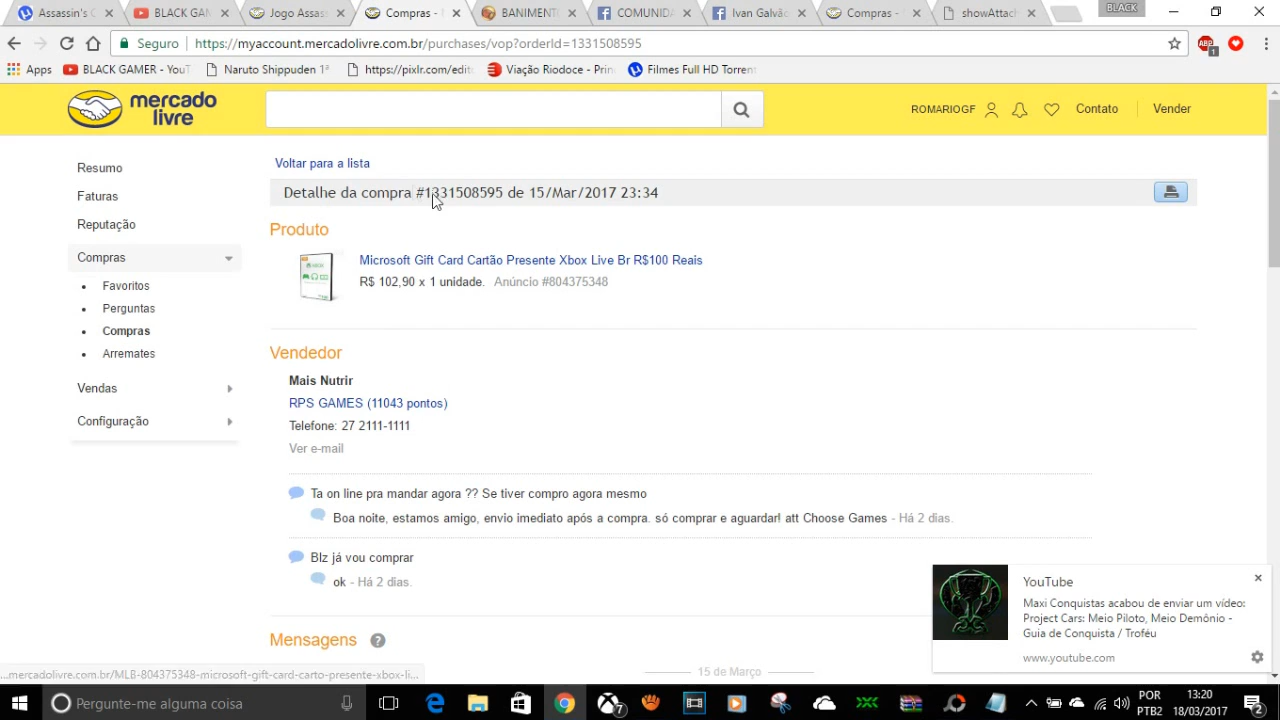 Assassin's C
BLACK GAM
Jogo Assass
Compras - M
BANIMENT
COMUNIDA
Ivan Galvão
Compras -
showAttach
BLACK
Seguro
https://myaccount.mercadolivre.com.br/purchases/vop?orderId=1331508595
ABP
1
Apps
BLACK GAMER - YouT
Naruto Shippuden 1ª
https://pixlr.com/edit
Viação Riodoce - Prin
Filmes Full HD Torrent
mercado
livre
ROMARIOGF
Contato
Vender
Resumo
Faturas
Reputação
Compras
Favoritos
Perguntas
Compras
Arremates
Vendas
Configuração
Voltar para a lista
Detalhe da compra #1331508595 de 15/Mar/2017 23:34
Produto
Microsoft Gift Card Cartão Presente Xbox Live Br R$100 Reais
R$ 102,90 x 1 unidade. Anúncio #804375348
Vendedor
Mais Nutrir
RPS GAMES (11043 pontos)
Telefone: 27 2111-1111
Ver e-mail
Ta on line pra mandar agora ?? Se tiver compro agora mesmo
Boa noite, estamos amigo, envio imediato após a compra. só comprar e aguardar! att Choose Games - Há 2 dias.
Blz já vou comprar
ok - Há 2 dias.
Mensagens ?
15 de Março
YouTube
Maxi Conquistas acabou de enviar um vídeo:
Project Cars: Meio Piloto, Meio Demônio -
Guia de Conquista / Troféu
www.youtube.com
...mercadolivre.com.br/MLB-804375348-microsoft-gift-card-carto-presente-xbox-li...
Pergunte-me alguma coisa
7
POR
PTB2
13:20
18/03/2017
2